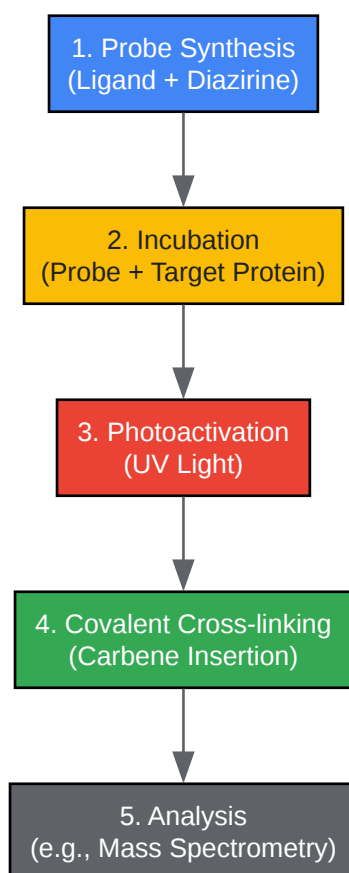 1. Probe Synthesis
(Ligand + Diazirine)
2. Incubation
(Probe + Target Protein)
3. Photoactivation
(UV Light)
4. Covalent Cross-linking
(Carbene Insertion)
5. Analysis
(e.g., Mass Spectrometry)